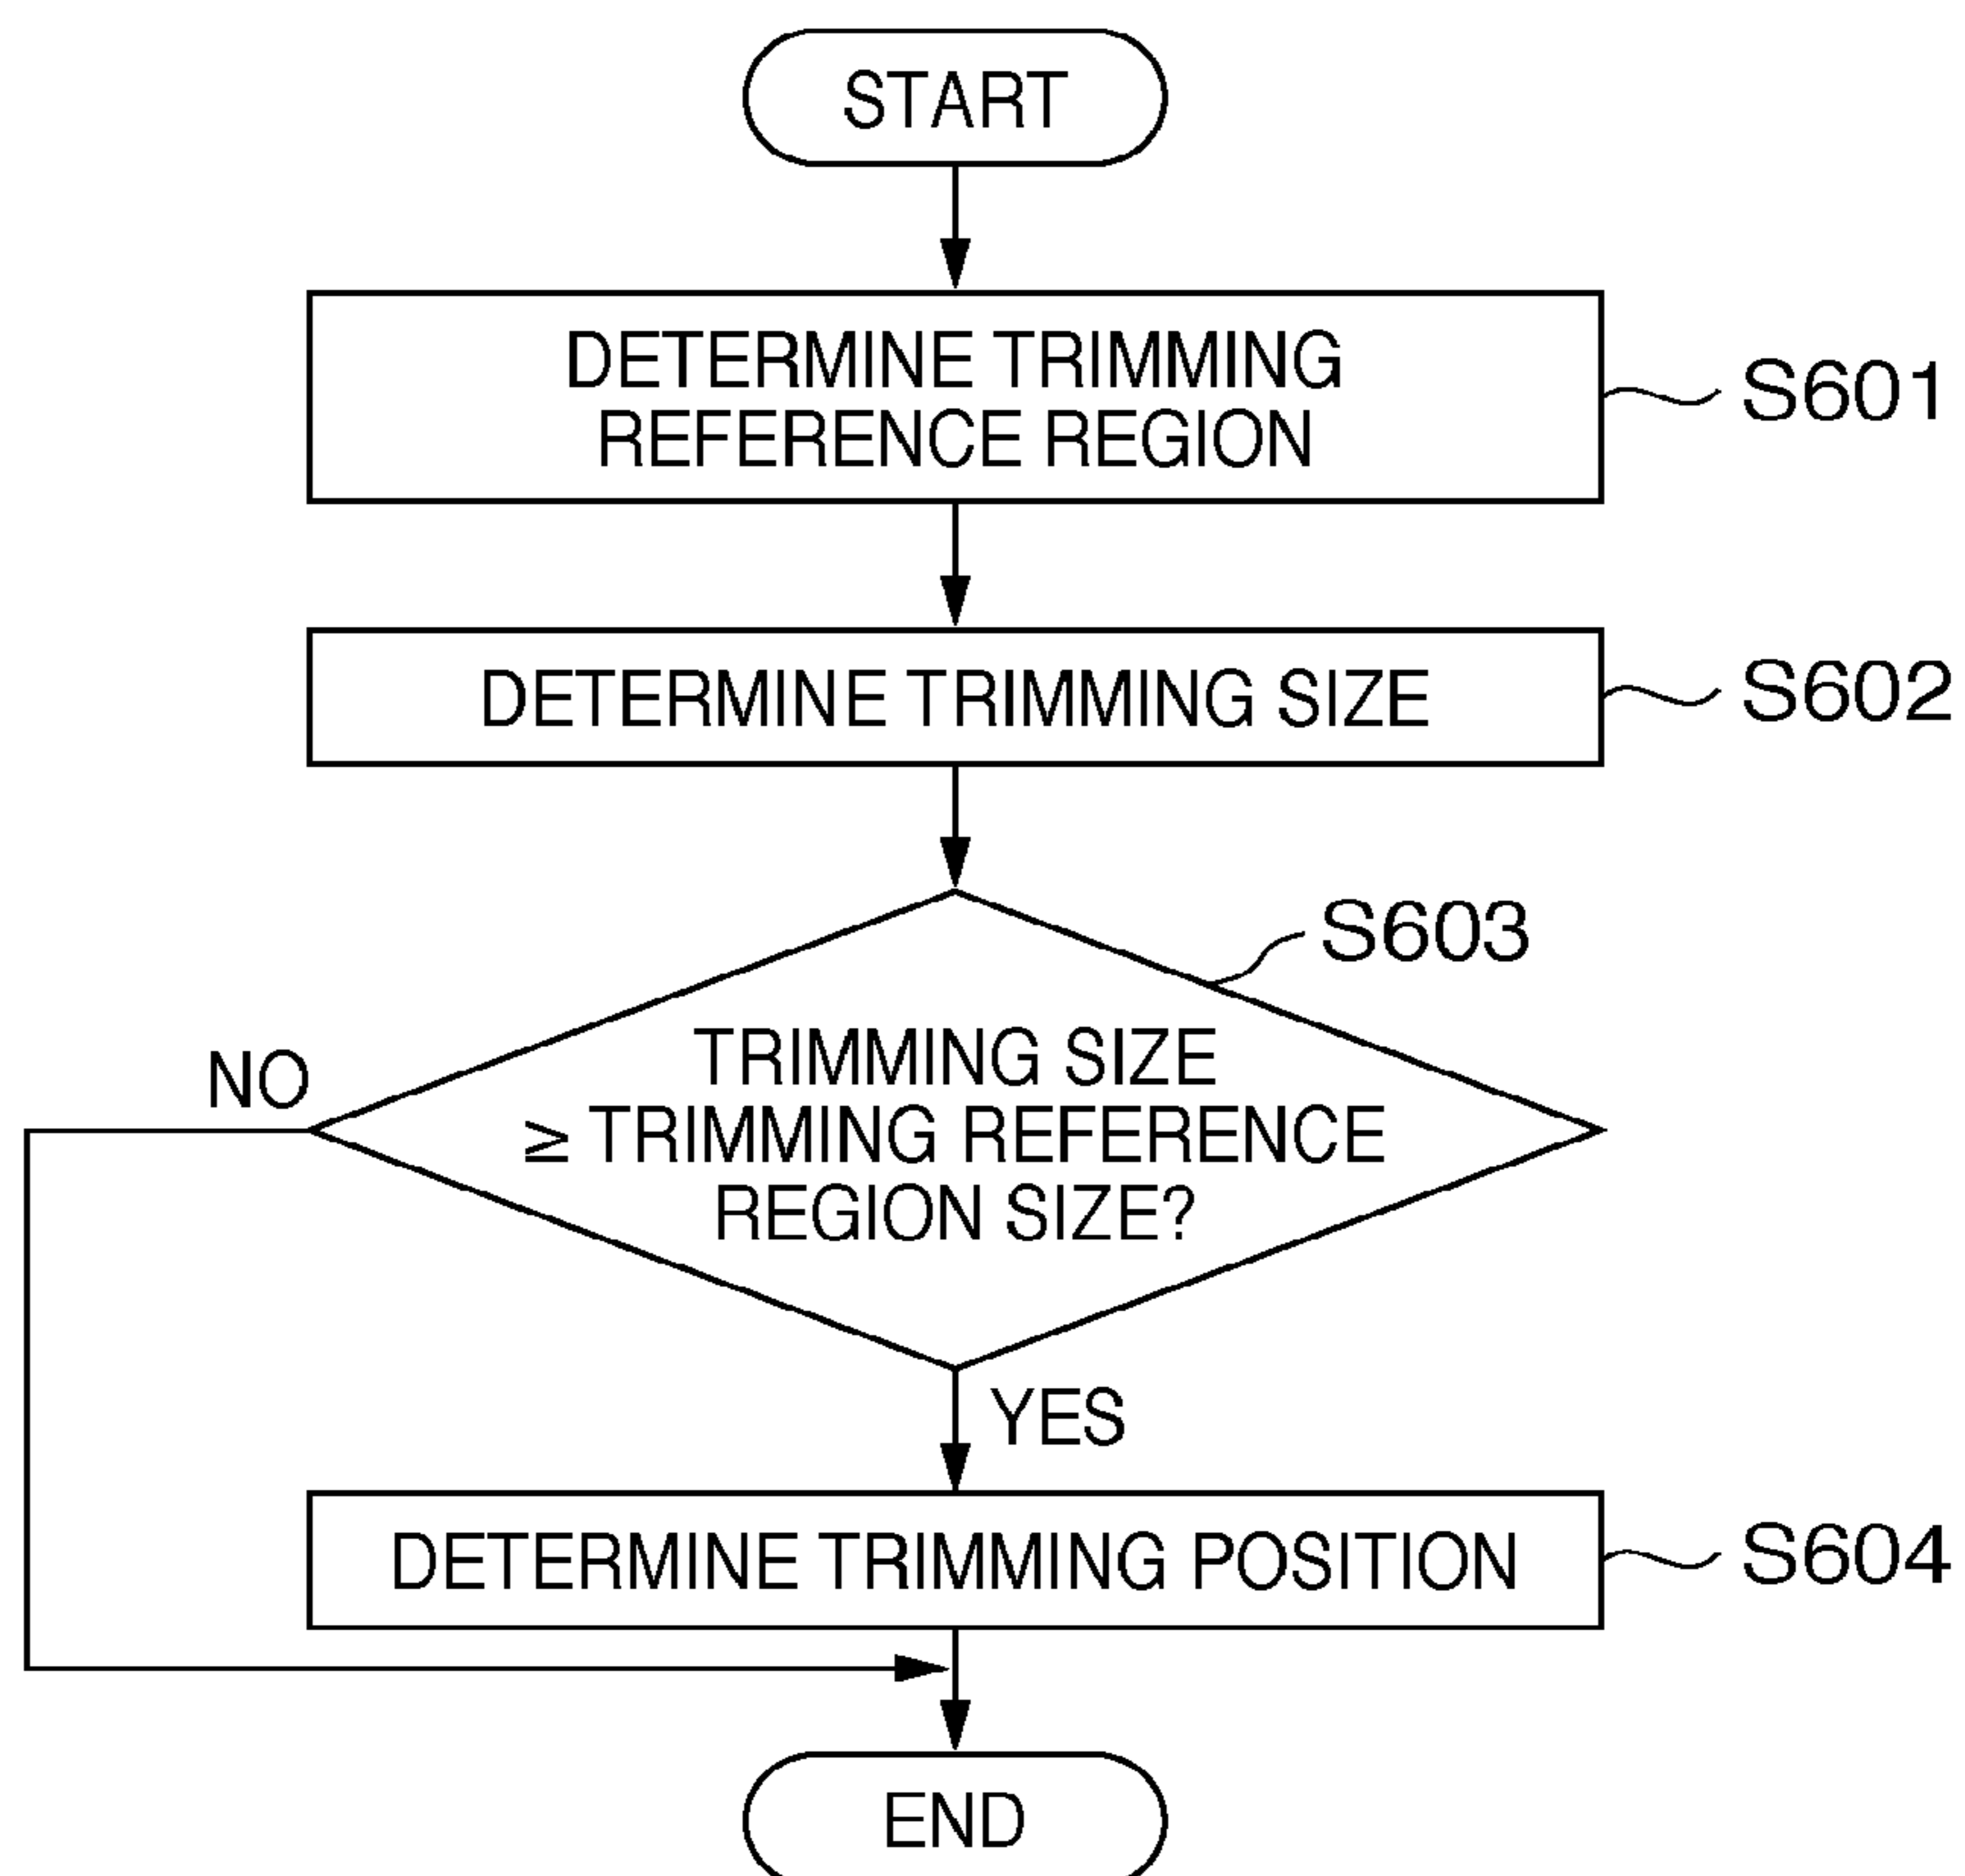 START
DETERMINE TRIMMING
REFERENCE REGION
S601
DETERMINE TRIMMING SIZE
S602
S603
TRIMMING SIZE
≥ TRIMMING REFERENCE
REGION SIZE?
NO
YES
DETERMINE TRIMMING POSITION
S604
END